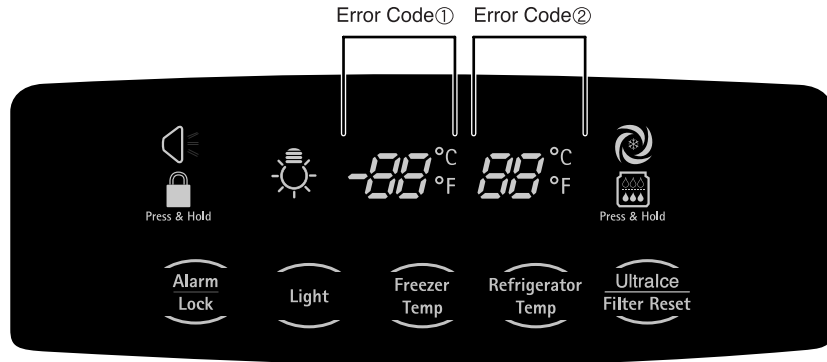 Error Code① Error Code②
-88 °C °F 88 °C °F
Press & Hold
Press & Hold
Alarm
Lock
Light
Freezer
Temp
Refrigerator
Temp
UltraIce
Filter Reset